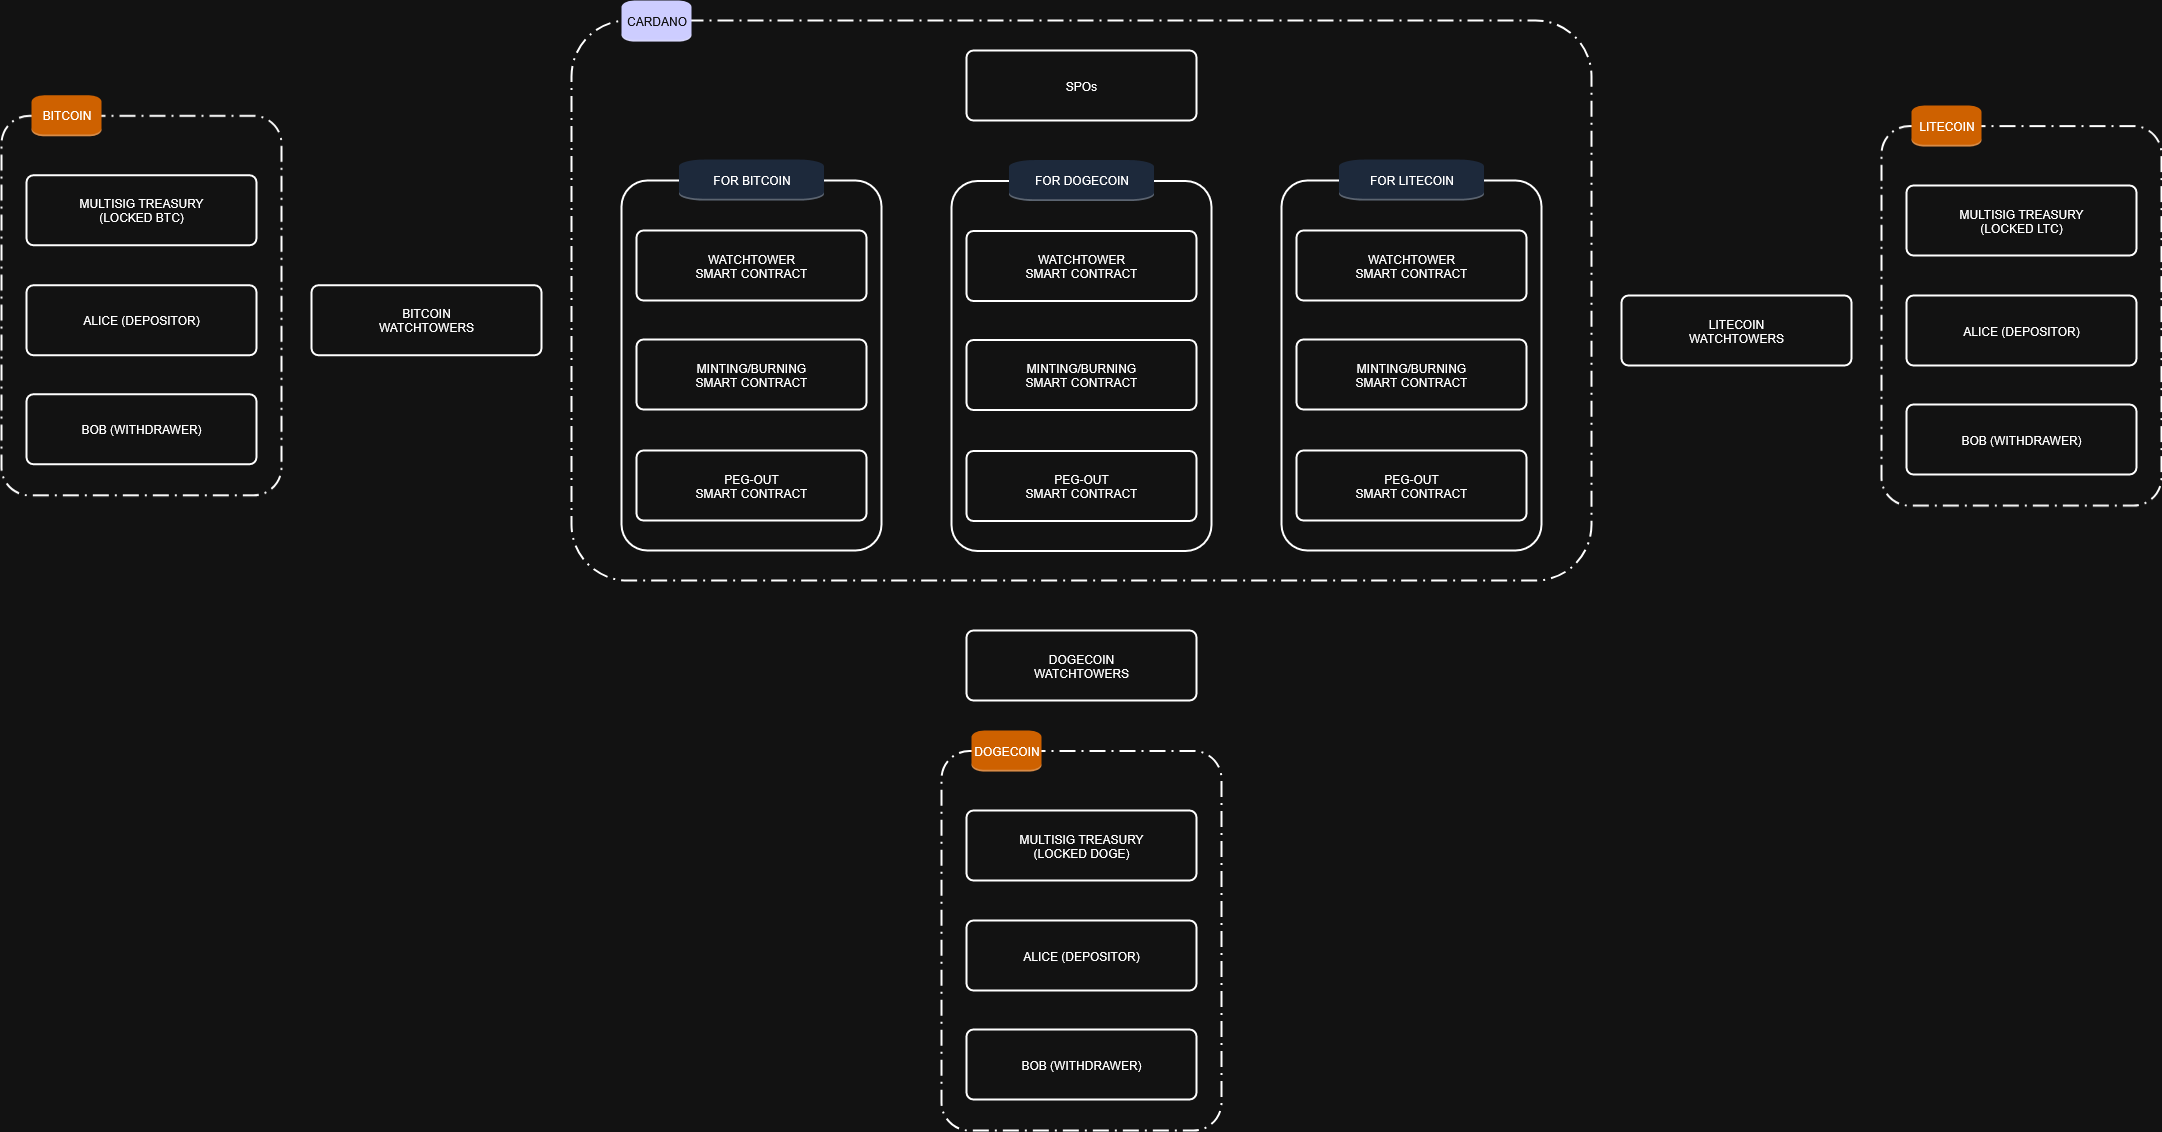 CARDANO
SPOs
BITCOIN
MULTISIG TREASURY
(LOCKED BTC)
ALICE (DEPOSITOR)
BOB (WITHDRAWER)
BITCOIN
WATCHTOWERS
FOR BITCOIN
WATCHTOWER
SMART CONTRACT
MINTING/BURNING
SMART CONTRACT
PEG-OUT
SMART CONTRACT
FOR DOGECOIN
WATCHTOWER
SMART CONTRACT
MINTING/BURNING
SMART CONTRACT
PEG-OUT
SMART CONTRACT
FOR LITECOIN
WATCHTOWER
SMART CONTRACT
MINTING/BURNING
SMART CONTRACT
PEG-OUT
SMART CONTRACT
LITECOIN
WATCHTOWERS
LITECOIN
MULTISIG TREASURY
(LOCKED LTC)
ALICE (DEPOSITOR)
BOB (WITHDRAWER)
DOGECOIN
WATCHTOWERS
DOGECOIN
MULTISIG TREASURY
(LOCKED DOGE)
ALICE (DEPOSITOR)
BOB (WITHDRAWER)